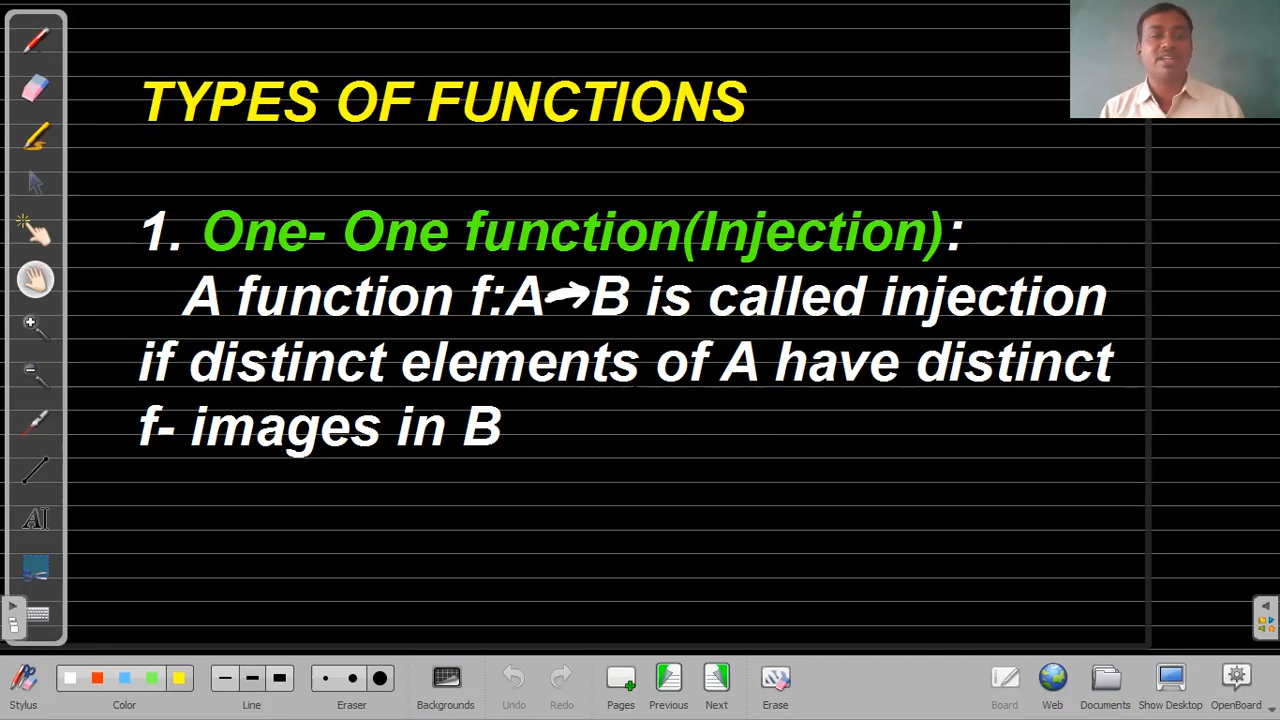 TYPES OF FUNCTIONS
1. One- One function(Injection):
A function f:A→B is called injection
if distinct elements of A have distinct
f- images in B
AI
Stylus
Color
Line
Eraser
Backgrounds
Undo
Redo
Pages
Previous
Next
Erase
Board
Web
Documents
Show Desktop
OpenBoard